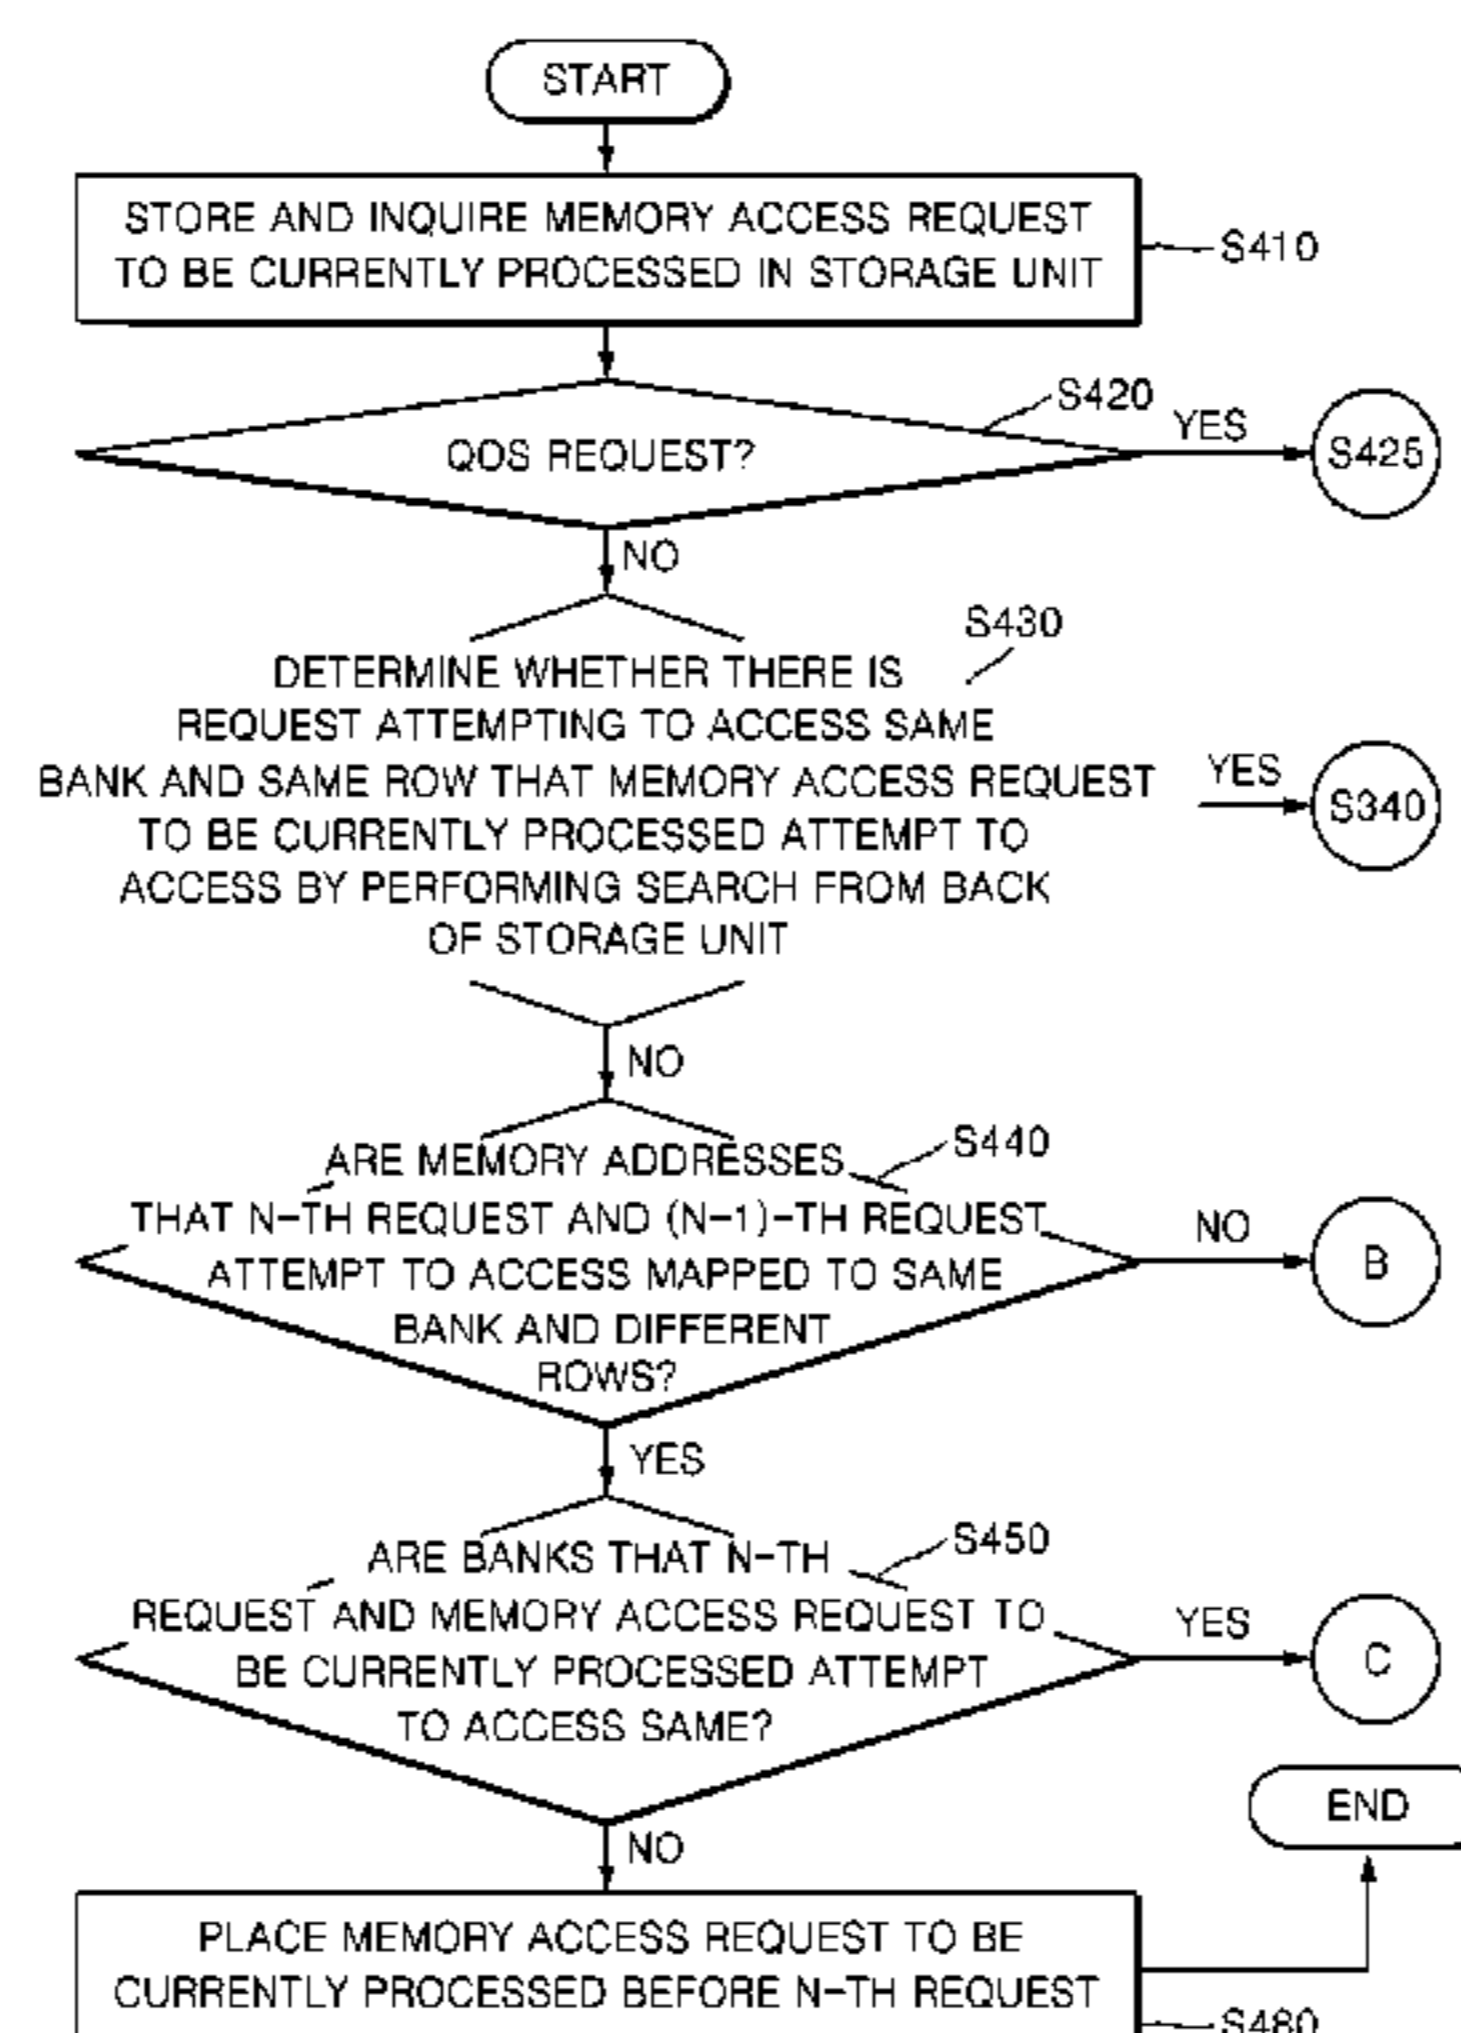 START
STORE AND INQUIRE MEMORY ACCESS REQUEST
TO BE CURRENTLY PROCESSED IN STORAGE UNIT
S410
S420
QOS REQUEST?
YES
S425
NO
S430
DETERMINE WHETHER THERE IS
REQUEST ATTEMPTING TO ACCESS SAME
BANK AND SAME ROW THAT MEMORY ACCESS REQUEST
TO BE CURRENTLY PROCESSED ATTEMPT TO
ACCESS BY PERFORMING SEARCH FROM BACK
OF STORAGE UNIT
YES
S340
NO
S440
ARE MEMORY ADDRESSES
THAT N-TH REQUEST AND (N-1)-TH REQUEST
ATTEMPT TO ACCESS MAPPED TO SAME
BANK AND DIFFERENT
ROWS?
NO
B
YES
S450
ARE BANKS THAT N-TH
REQUEST AND MEMORY ACCESS REQUEST TO
BE CURRENTLY PROCESSED ATTEMPT
TO ACCESS SAME?
YES
C
NO
END
PLACE MEMORY ACCESS REQUEST TO BE
CURRENTLY PROCESSED BEFORE N-TH REQUEST
S480